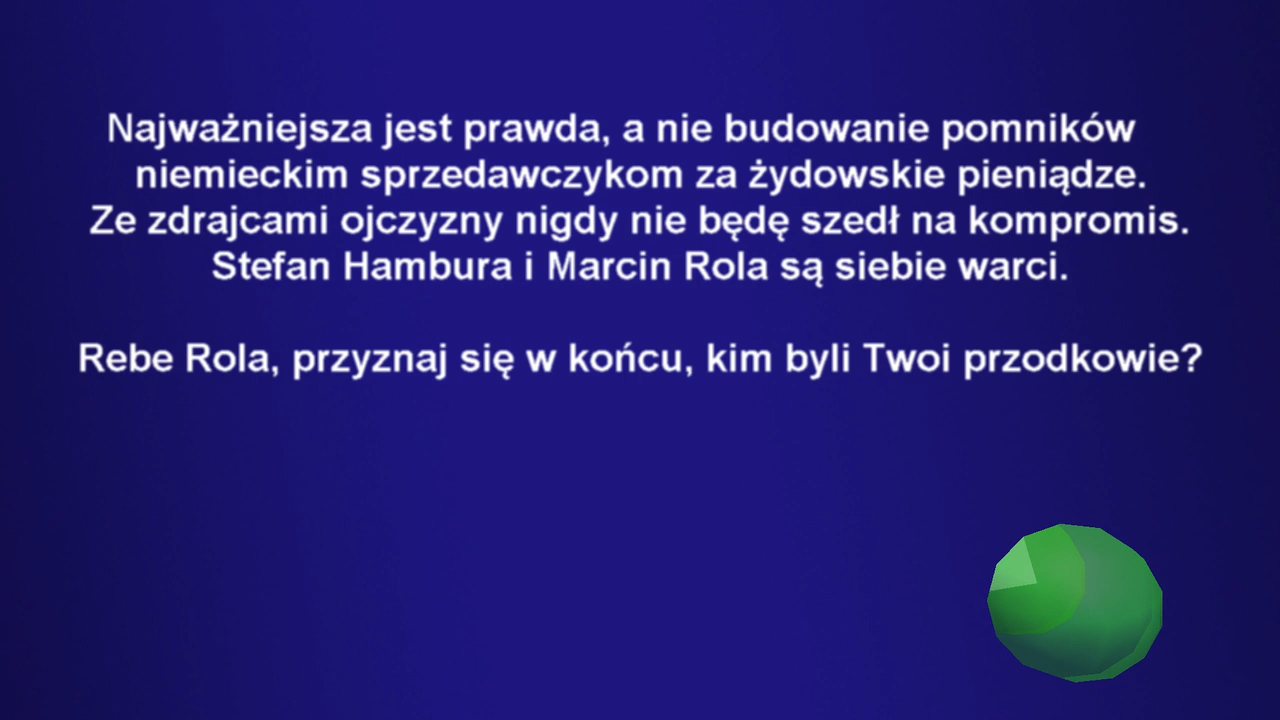 Najważniejsza jest prawda, a nie budowanie pomników
niemieckim sprzedawczykom za żydowskie pieniądze.
Ze zdrajcami ojczyzny nigdy nie będę szedł na kompromis.
Stefan Hambura i Marcin Rola są siebie warci.
Rebe Rola, przyznaj się w końcu, kim byli Twoi przodkowie?